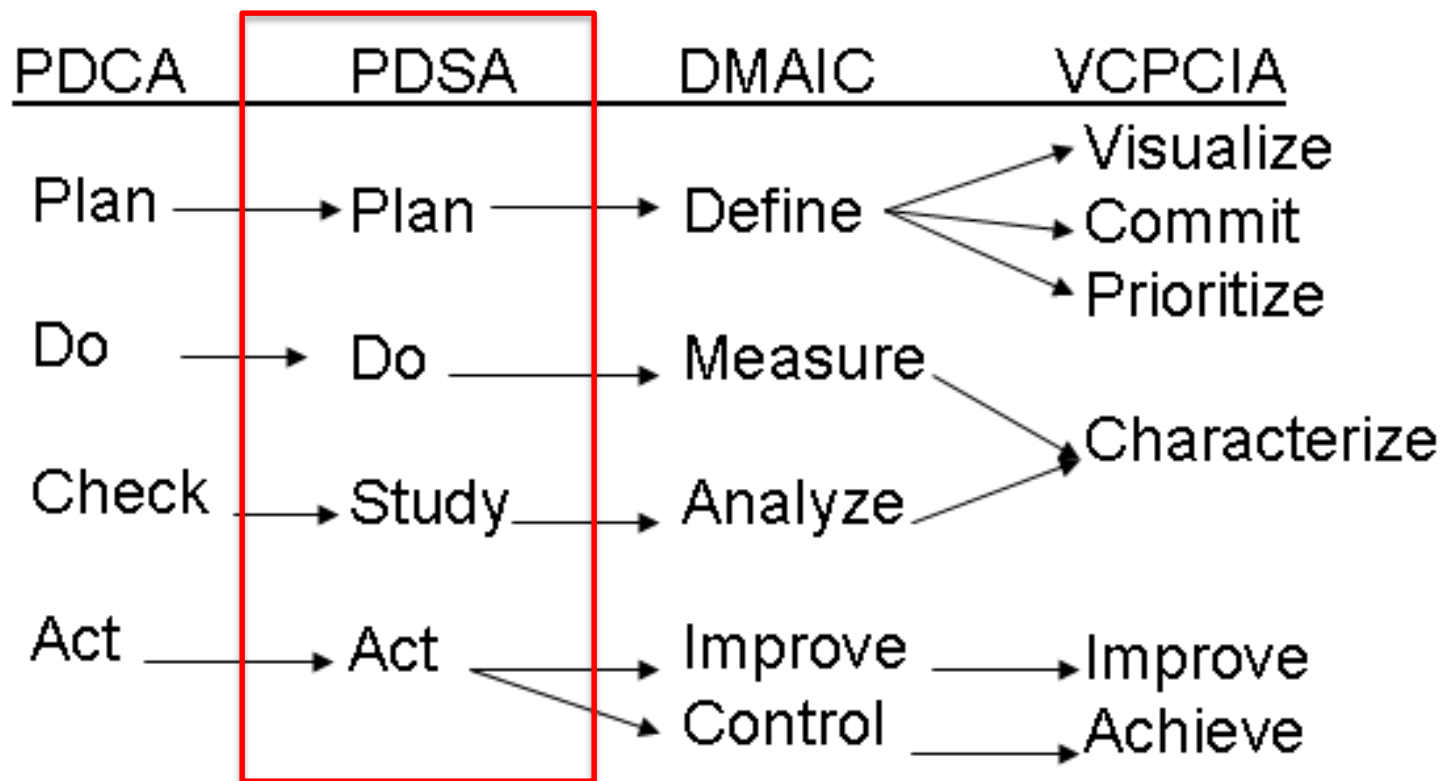 PDCA PDSA DMAIC VCPCIA
Visualize
Plan Plan Define Commit
Prioritize
Do Do Measure
Characterize
Check Study Analyze
Act Act Improve Improve
Control Achieve